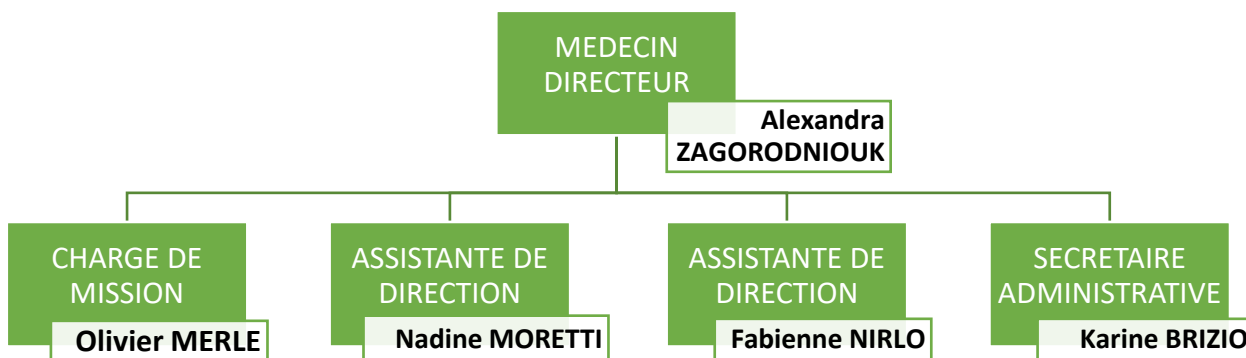 MEDECIN
DIRECTEUR
Alexandra
ZAGORODNIOUK
CHARGE DE
MISSION
Olivier MERLE
ASSISTANTE DE
DIRECTION
Nadine MORETTI
ASSISTANTE DE
DIRECTION
Fabienne NIRLO
SECRETAIRE
ADMINISTRATIVE
Karine BRIZIO